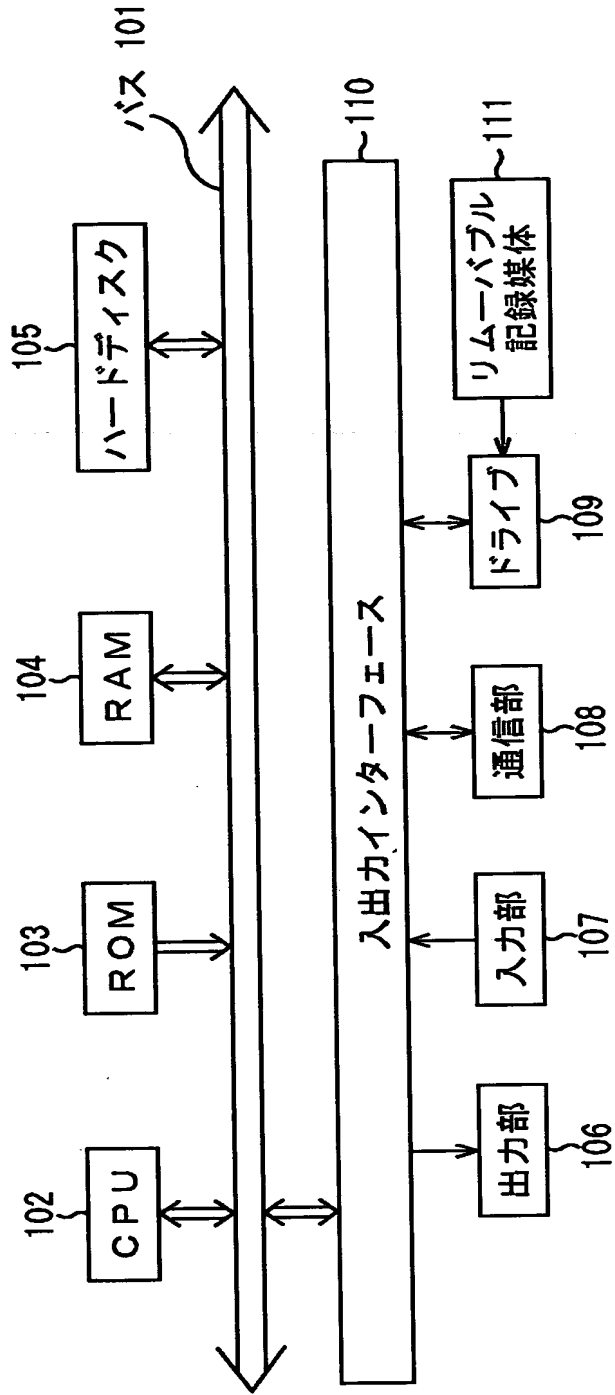 バス 101
102
CPU
103
ROM
104
RAM
105
ハードディスク
入出力インターフェース
110
出力部
106
入力部
107
通信部
108
ドライブ
109
リムーバブル
記録媒体
111